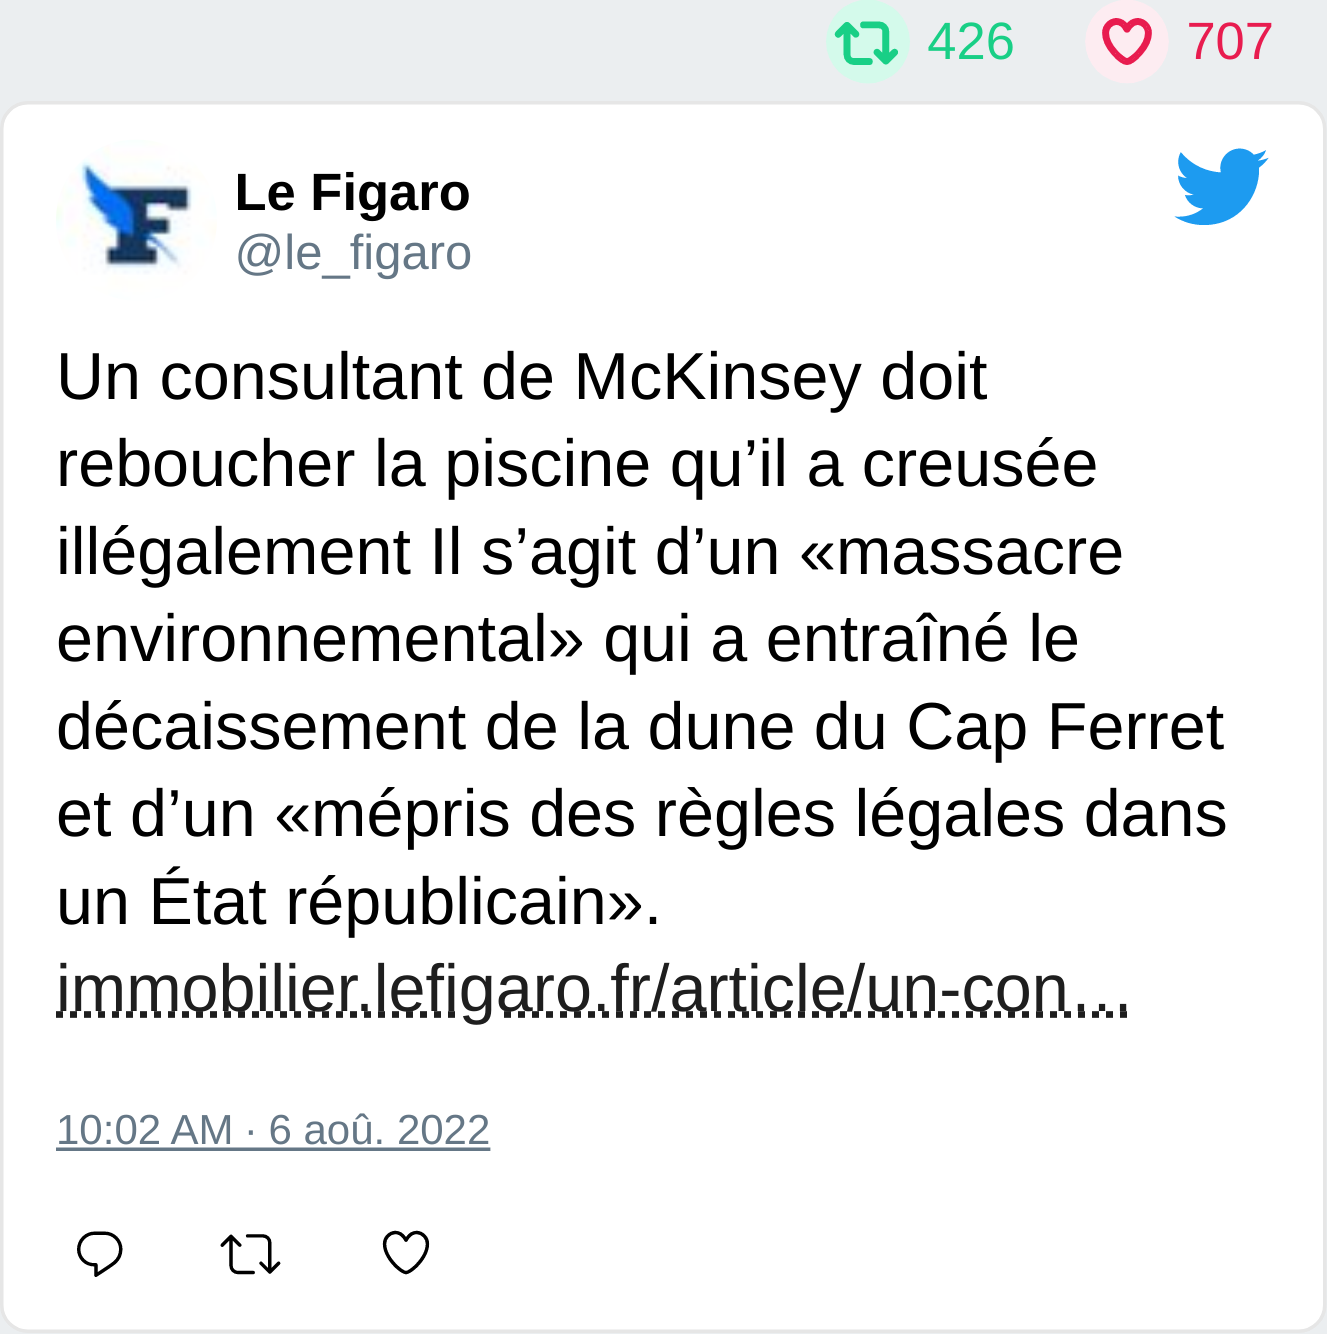 426 707
Le Figaro
@le_figaro
Un consultant de McKinsey doit
reboucher la piscine qu’il a creusée
illégalement Il s’agit d’un «massacre
environnemental» qui a entraîné le
décaissement de la dune du Cap Ferret
et d’un «mépris des règles légales dans
un État républicain».
immobilier.lefigaro.fr/article/un-con…
10:02 AM · 6 aoû. 2022